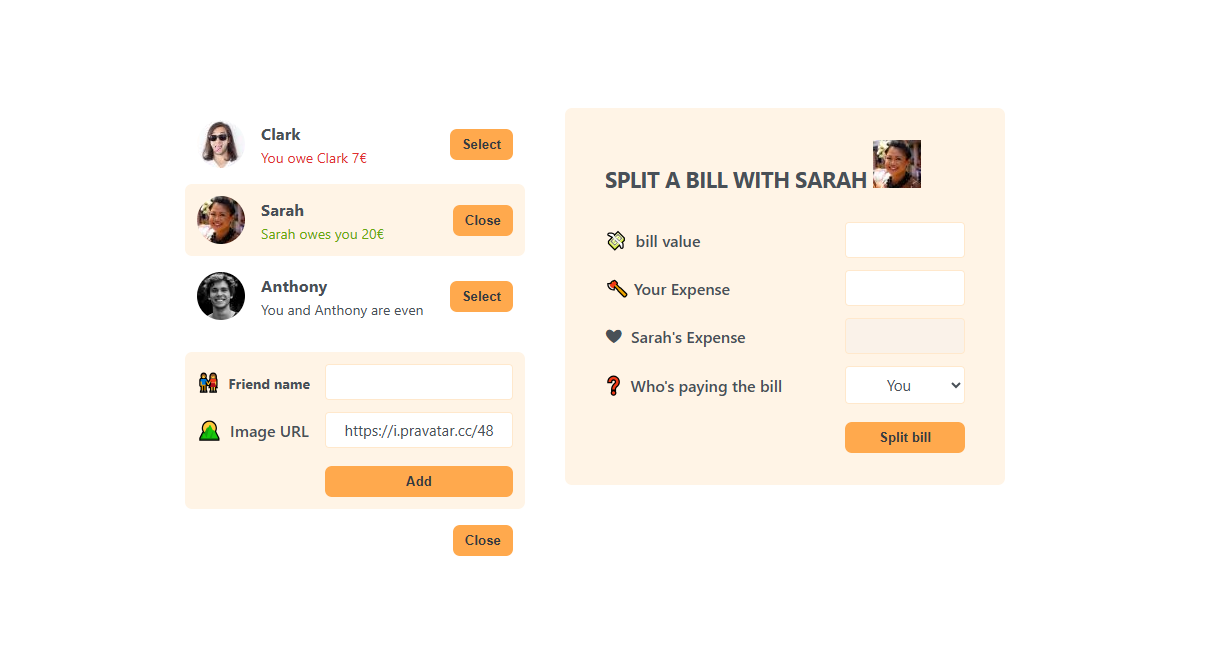 Clark
You owe Clark 7€
Select
Sarah
Sarah owes you 20€
Close
Anthony
You and Anthony are even
Select
Friend name
Image URL https://i.pravatar.cc/48
Add
Close
SPLIT A BILL WITH SARAH
bill value
Your Expense
Sarah's Expense
Who's paying the bill You
Split bill